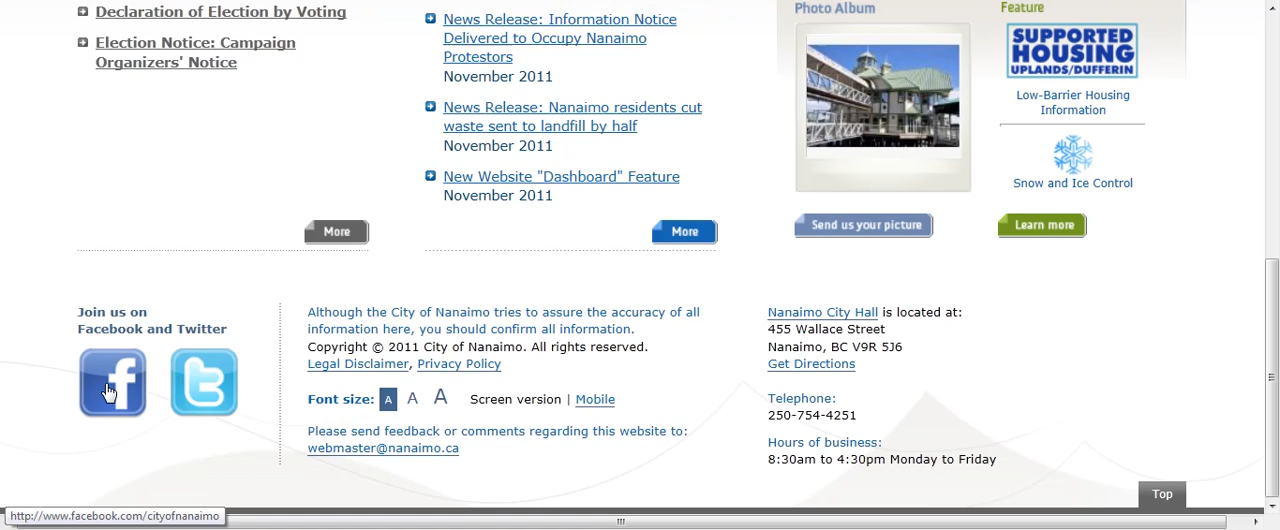 Declaration of Election by Voting
Election Notice: Campaign
Organizers' Notice
More
News Release: Information Notice
Delivered to Occupy Nanaimo
Protestors
November 2011
News Release: Nanaimo residents cut
waste sent to landfill by half
November 2011
New Website "Dashboard" Feature
November 2011
More
Photo Album
Send us your picture
Feature
SUPPORTED
HOUSING
UPLANDS/DUFFERIN
Low-Barrier Housing
Information
Snow and Ice Control
Learn more
Join us on
Facebook and Twitter
f
t
Although the City of Nanaimo tries to assure the accuracy of all
information here, you should confirm all information.
Copyright © 2011 City of Nanaimo. All rights reserved.
Legal Disclaimer, Privacy Policy
Font size: A A A Screen version | Mobile
Please send feedback or comments regarding this website to:
webmaster@nanaimo.ca
Nanaimo City Hall is located at:
455 Wallace Street
Nanaimo, BC V9R 5J6
Get Directions
Telephone:
250-754-4251
Hours of business:
8:30am to 4:30pm Monday to Friday
Top
http://www.facebook.com/cityofnanaimo